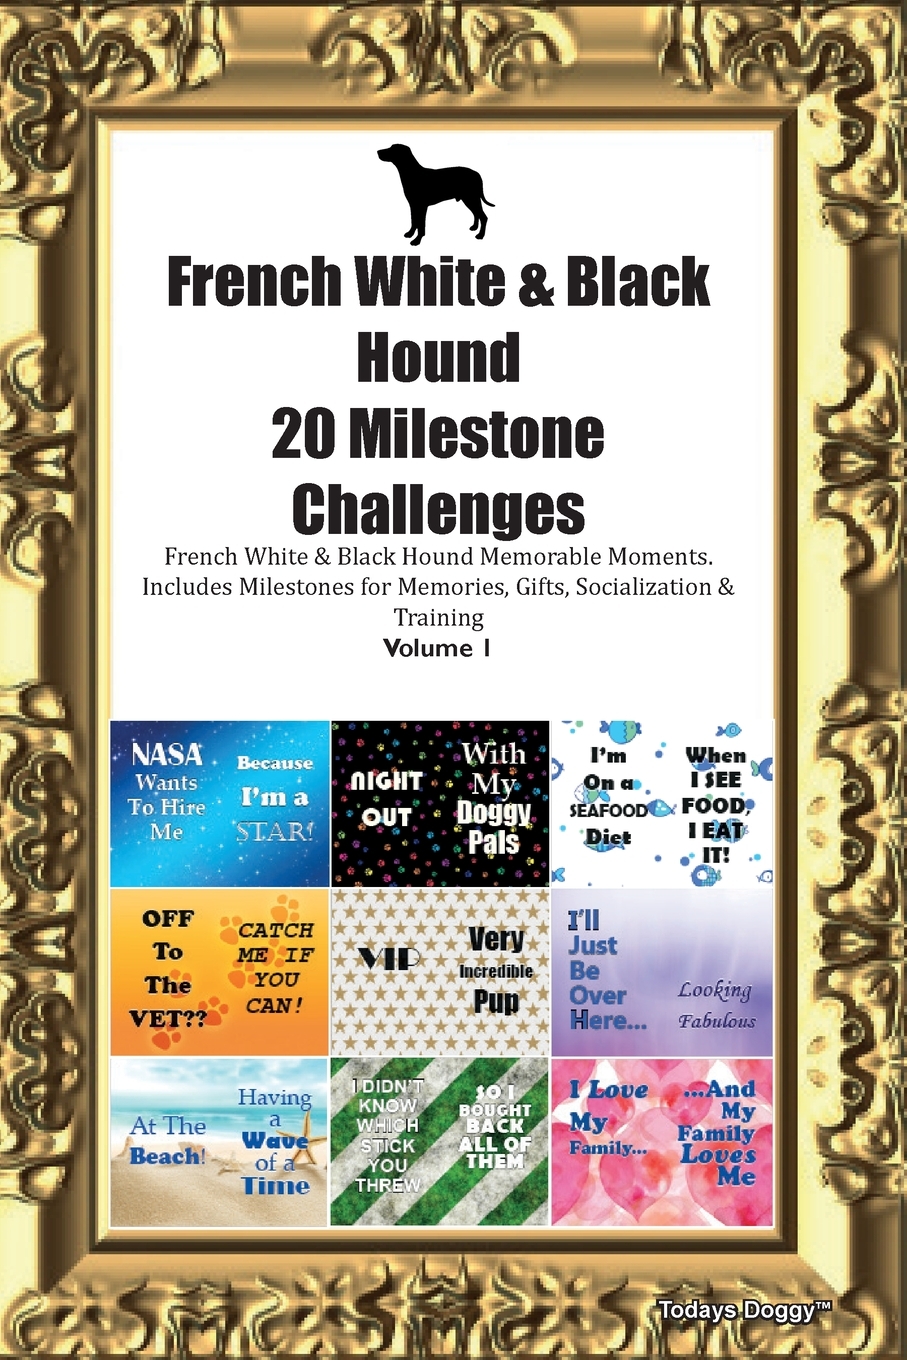 French White & Black
Hound
20 Milestone
Challenges
French White & Black Hound Memorable Moments.
Includes Milestones for Memories, Gifts, Socialization &
Training
Volume 1
NASA
Wants
To Hire
Me
Because
I'm a
STAR!
NIGHT
OUT
With
My
Doggy
Pals
I'm
On a
SEAFOOD
Diet
When
I SEE
FOOD,
I EAT
IT!
OFF
To
The
VET??
CATCH
ME IF
YOU
CAN!
VIP
Very
Incredible
Pup
I'll
Just
Be
Over
Here...
Looking
Fabulous
At The
Beach!
Having
a
Wave
of a
Time
I DIDN'T
KNOW
WHICH
STICK
YOU
THREW
SO I
BOUGHT
BACK
ALL OF
THEM
I Love
My
Family...
...And
My
Family
Loves
Me
Todays Doggy™